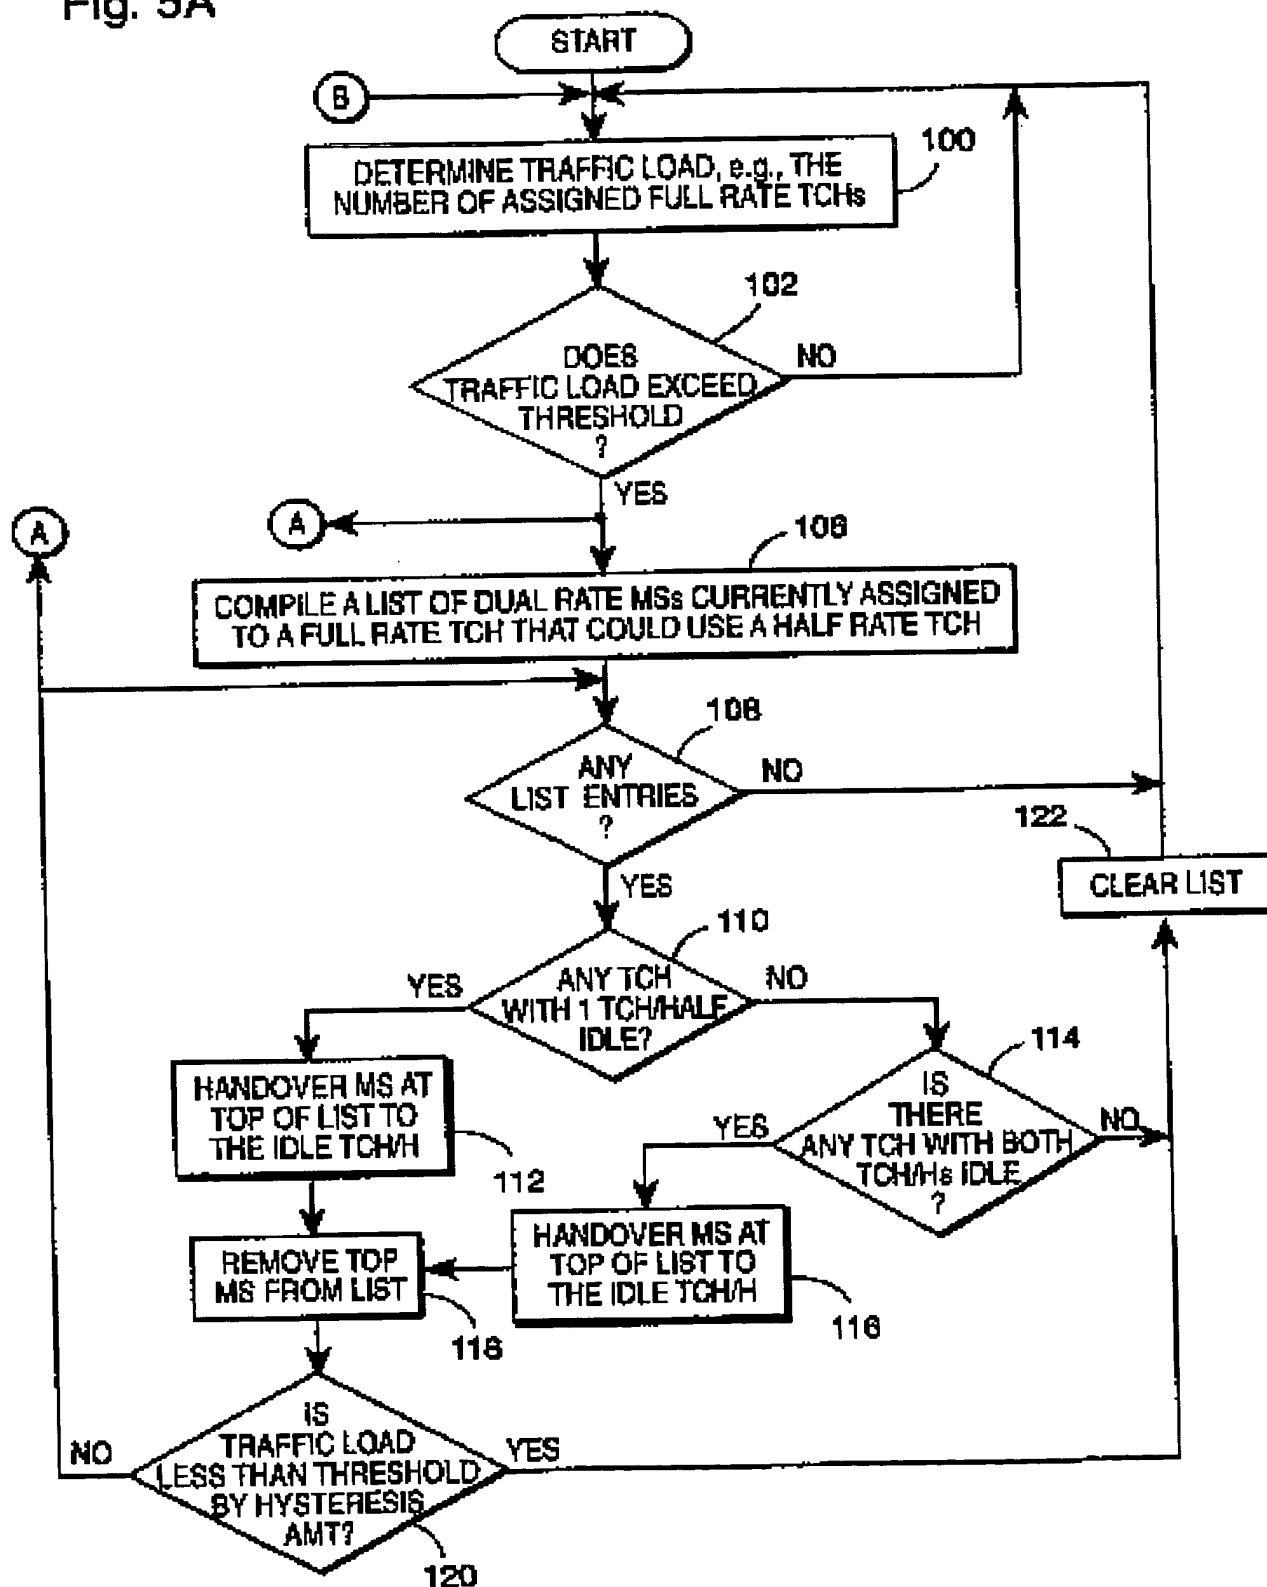 Fig. 5A
START
B
100
DETERMINE TRAFFIC LOAD, e.g., THE
NUMBER OF ASSIGNED FULL RATE TCHs
102
DOES
TRAFFIC LOAD EXCEED
THRESHOLD
?
NO
YES
A
A
106
COMPILE A LIST OF DUAL RATE MSs CURRENTLY ASSIGNED
TO A FULL RATE TCH THAT COULD USE A HALF RATE TCH
108
ANY
LIST ENTRIES
?
NO
YES
122
CLEAR LIST
110
ANY TCH
WITH 1 TCH/HALF
IDLE?
YES
NO
HANDOVER MS AT
TOP OF LIST TO
THE IDLE TCH/H
112
114
IS
THERE
ANY TCH WITH BOTH
TCH/Hs IDLE
?
YES
NO
HANDOVER MS AT
TOP OF LIST TO
THE IDLE TCH/H
116
REMOVE TOP
MS FROM LIST
118
IS
TRAFFIC LOAD
LESS THAN THRESHOLD
BY HYSTERESIS
AMT?
NO
YES
120